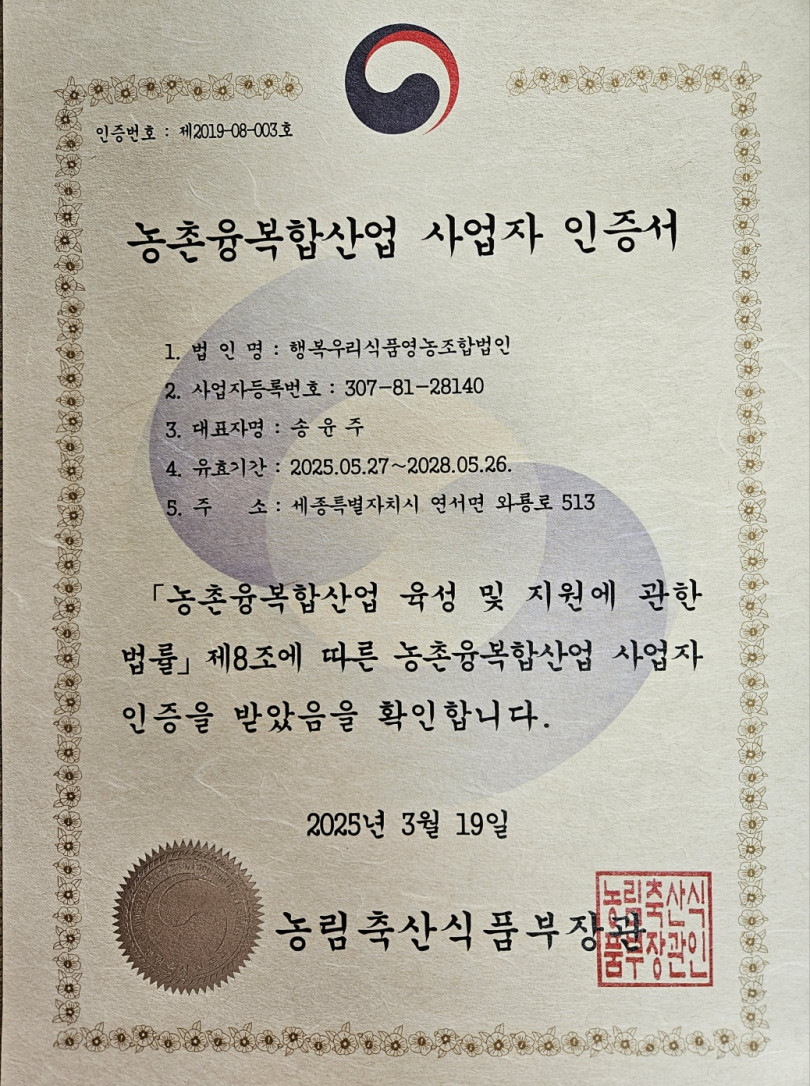 인증번호 : 제2019-08-003호
농촌융복합산업 사업자 인증서
1. 법 인 명 : 행복우리식품영농조합법인
2. 사업자등록번호 : 307-81-28140
3. 대표자명 : 송 윤 주
4. 유효기간 : 2025.05.27~2028.05.26.
5. 주 소 : 세종특별자치시 연서면 와룡로 513
「농촌융복합산업 육성 및 지원에 관한
법률」 제8조에 따른 농촌융복합산업 사업자
인증을 받았음을 확인합니다.
2025년 3월 19일
농림축산식품부장관
농림축산식
품부장관인